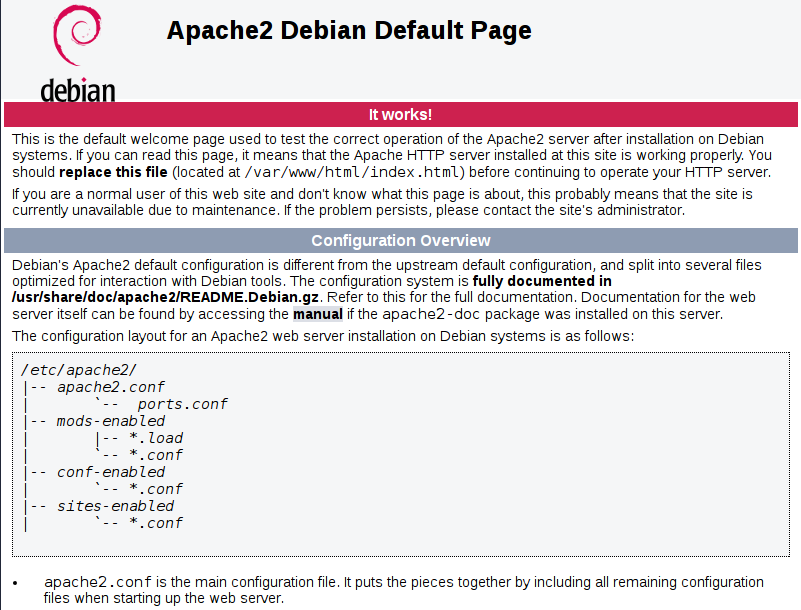 debian
Apache2 Debian Default Page
It works!
This is the default welcome page used to test the correct operation of the Apache2 server after installation on Debian
systems. If you can read this page, it means that the Apache HTTP server installed at this site is working properly. You
should replace this file (located at /var/www/html/index.html) before continuing to operate your HTTP server.
If you are a normal user of this web site and don't know what this page is about, this probably means that the site is
currently unavailable due to maintenance. If the problem persists, please contact the site's administrator.
Configuration Overview
Debian's Apache2 default configuration is different from the upstream default configuration, and split into several files
optimized for interaction with Debian tools. The configuration system is fully documented in
/usr/share/doc/apache2/README.Debian.gz. Refer to this for the full documentation. Documentation for the web
server itself can be found by accessing the manual if the apache2-doc package was installed on this server.
The configuration layout for an Apache2 web server installation on Debian systems is as follows:
/etc/apache2/
|-- apache2.conf
|       `--  ports.conf
|-- mods-enabled
|       |-- *.load
|       `-- *.conf
|-- conf-enabled
|       `-- *.conf
|-- sites-enabled
|       `-- *.conf
• apache2.conf is the main configuration file. It puts the pieces together by including all remaining configuration
files when starting up the web server.